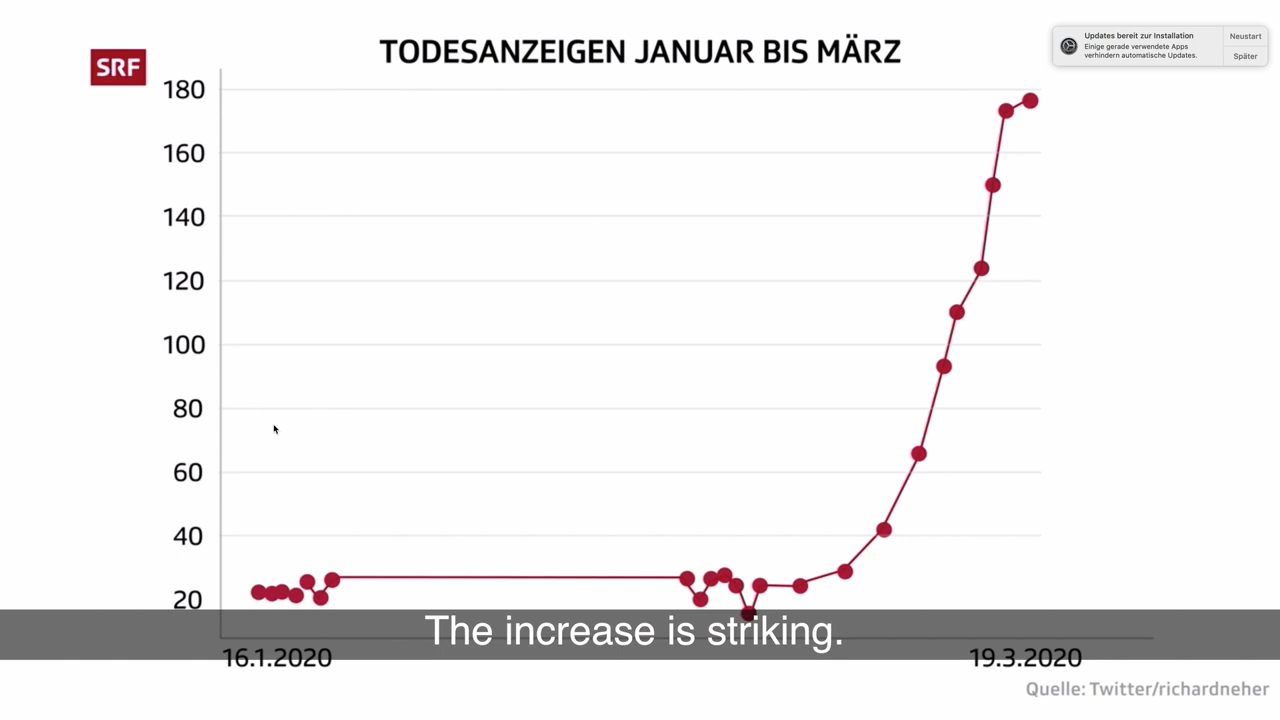 SRF
TODESANZEIGEN JANUAR BIS MÄRZ
Updates bereit zur Installation
Einige gerade verwendete Apps
verhindern automatische Updates.
Neustart
Später
180
160
140
120
100
80
60
40
20
The increase is striking.
16.1.2020
19.3.2020
Quelle: Twitter/richardneher